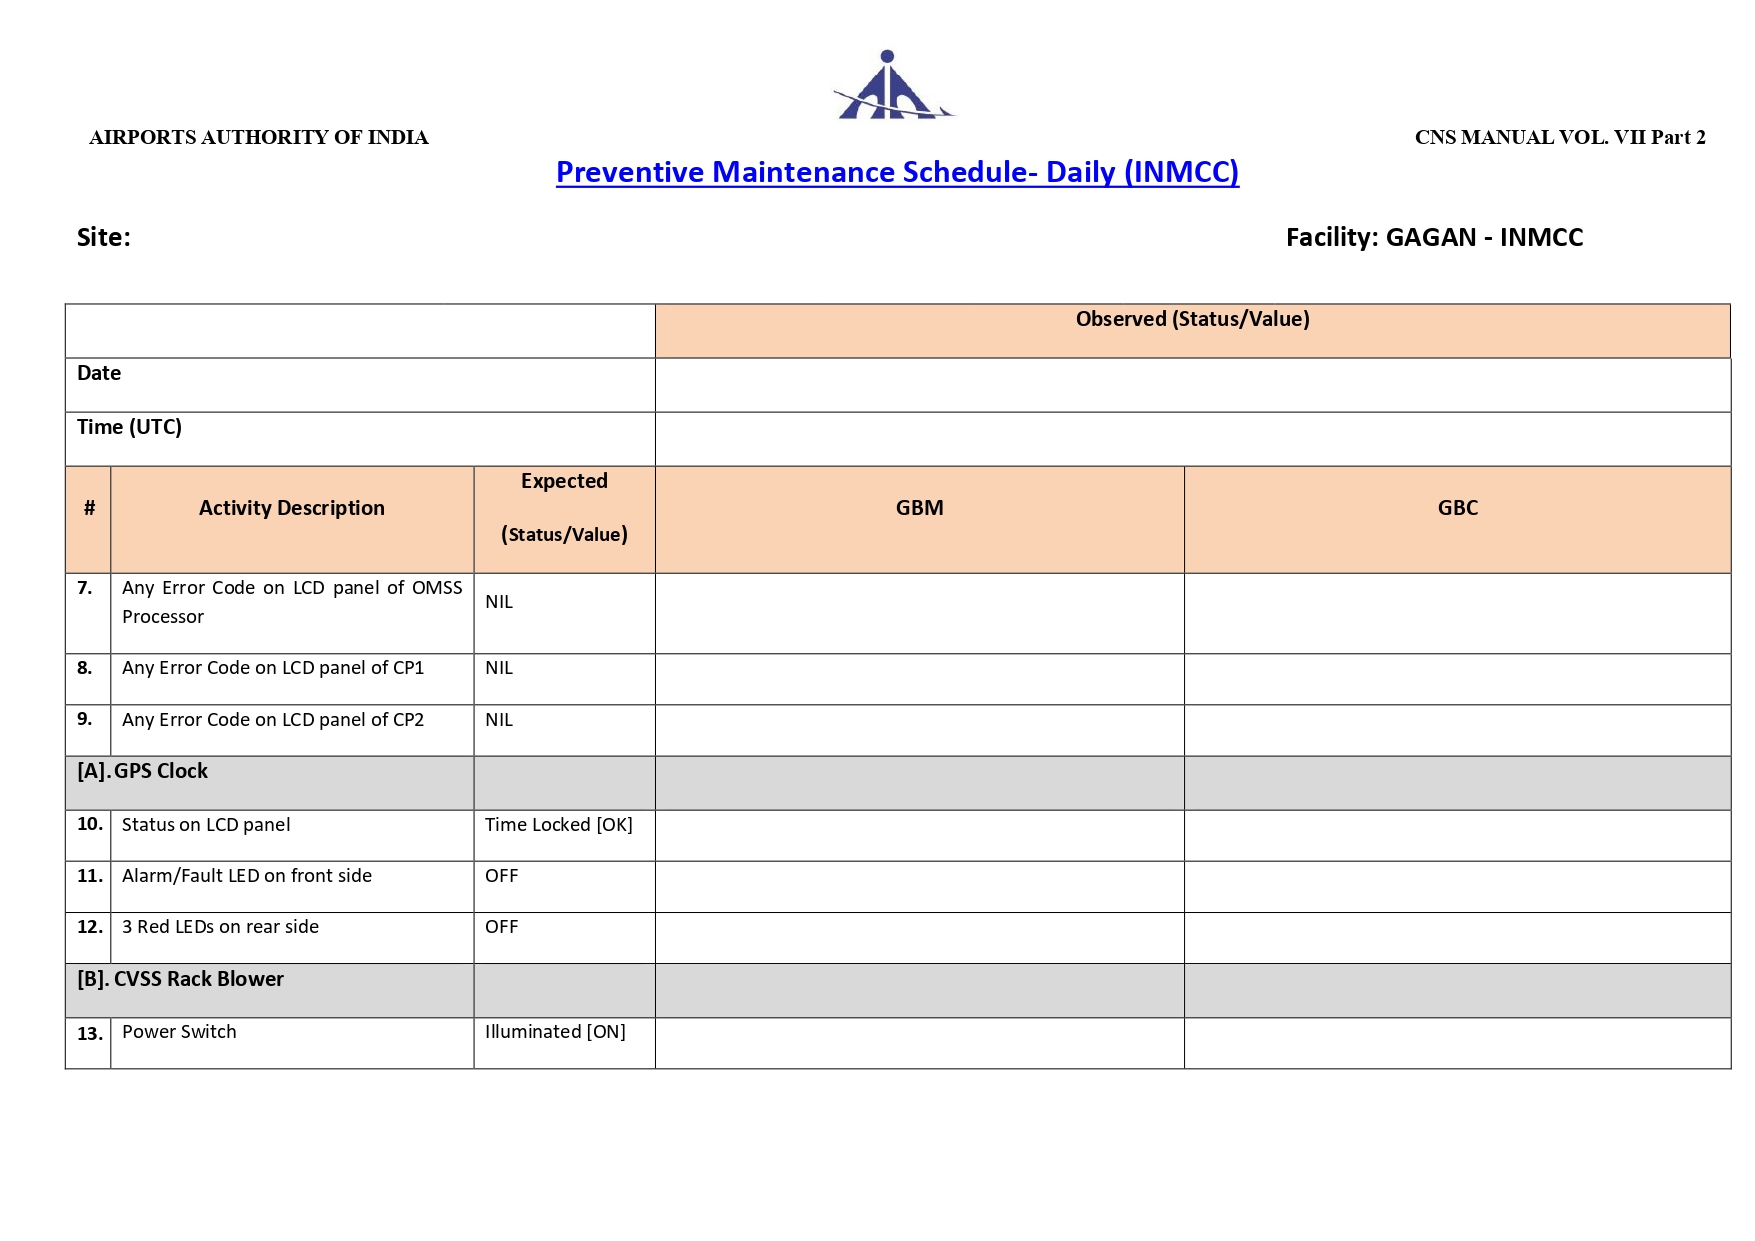 AIRPORTS AUTHORITY OF INDIA
CNS MANUAL VOL. VII Part 2
Preventive Maintenance Schedule- Daily (INMCC)
Site:
Facility: GAGAN - INMCC
Observed (Status/Value)
Date
Time (UTC)
# Activity Description Expected (Status/Value) GBM GBC
7. Any Error Code on LCD panel of OMSS Processor NIL
8. Any Error Code on LCD panel of CP1 NIL
9. Any Error Code on LCD panel of CP2 NIL
[A]. GPS Clock
10. Status on LCD panel Time Locked [OK]
11. Alarm/Fault LED on front side OFF
12. 3 Red LEDs on rear side OFF
[B]. CVSS Rack Blower
13. Power Switch Illuminated [ON]